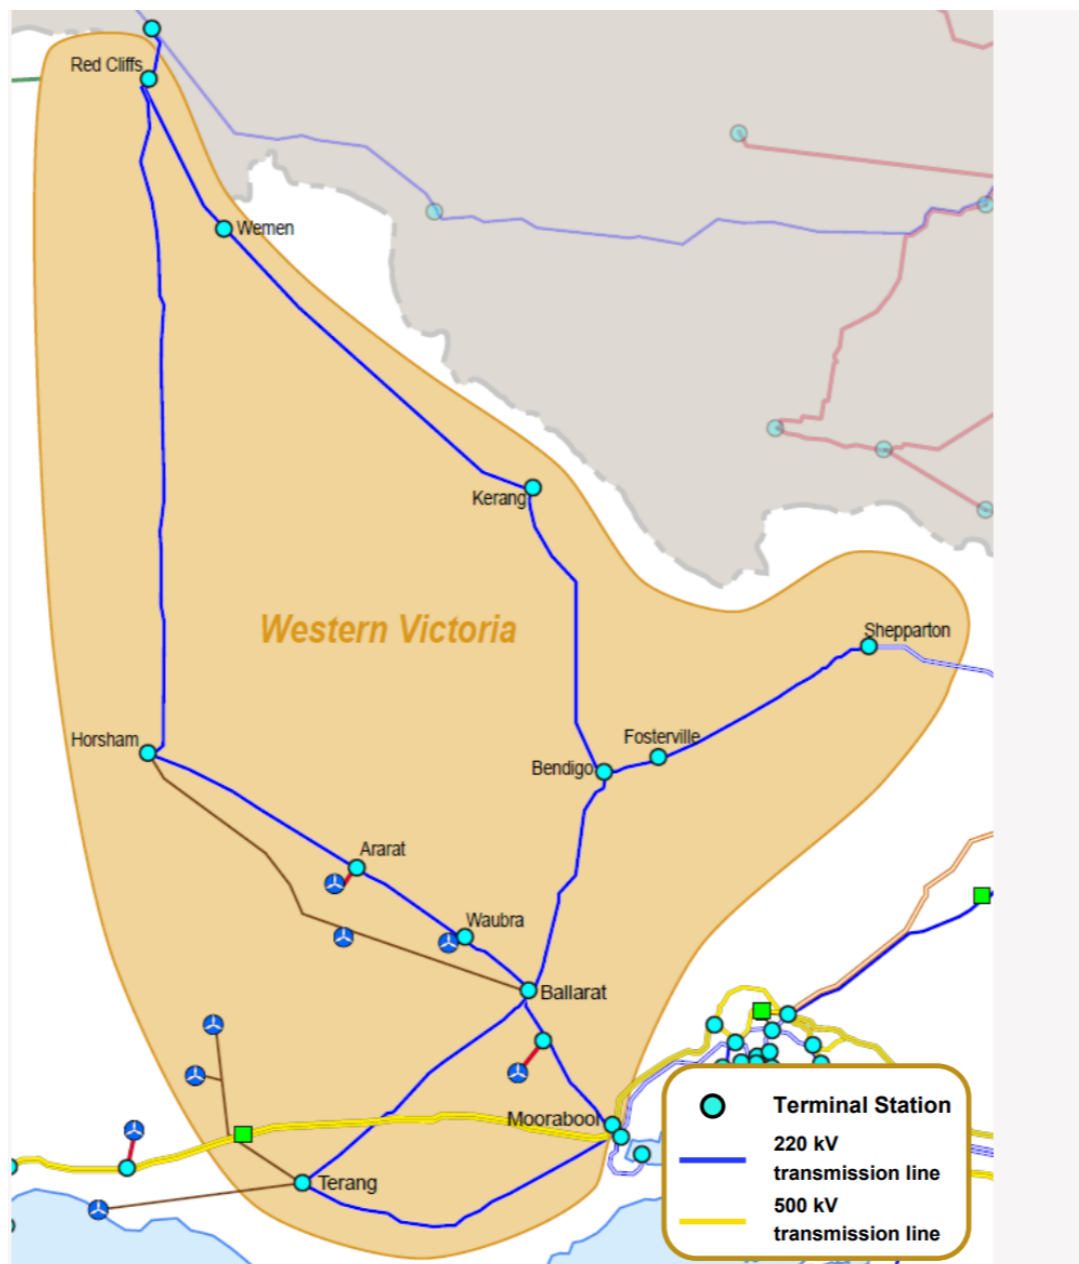 Red Cliffs
Wemen
Kerang
Western Victoria
Shepparton
Horsham
Fosterville
Bendigo
Ararat
Waubra
Ballarat
Moorabool
Terang
Terminal Station
220 kV
transmission line
500 kV
transmission line